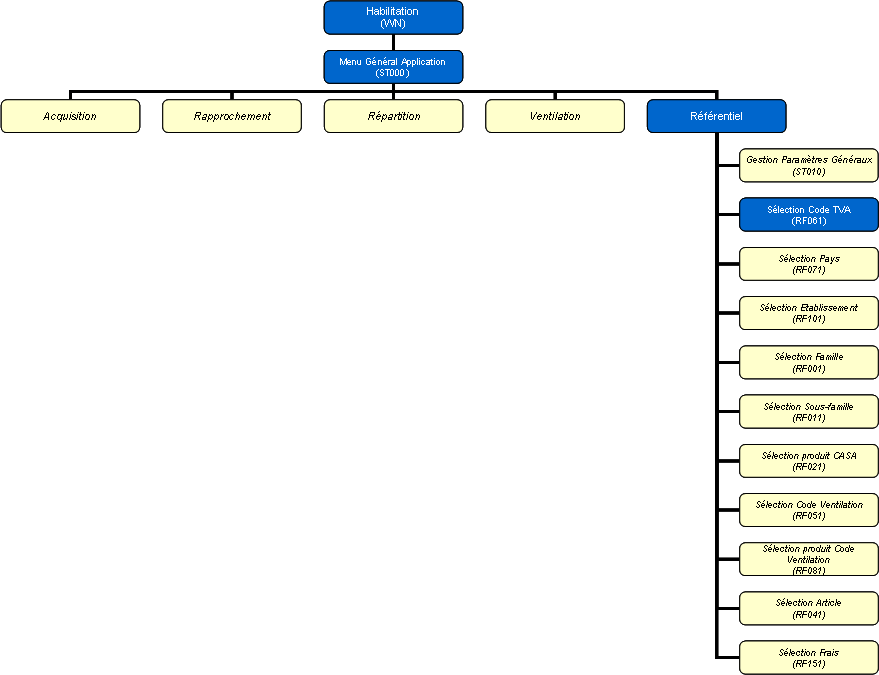 Habilitation
(VVN)
Menu Général Application
(ST000)
Acquisition
Rapprochement
Répartition
Ventilation
Référentiel
Gestion Paramètres Généraux
(ST010)
Sélection Code TVA
(RF061)
Sélection Pays
(RF071)
Sélection Etablissement
(RF101)
Sélection Famille
(RF001)
Sélection Sous-famille
(RF011)
Sélection produit CASA
(RF021)
Sélection Code Ventilation
(RF051)
Sélection produit Code
Ventilation
(RF081)
Sélection Article
(RF041)
Sélection Frais
(RF151)